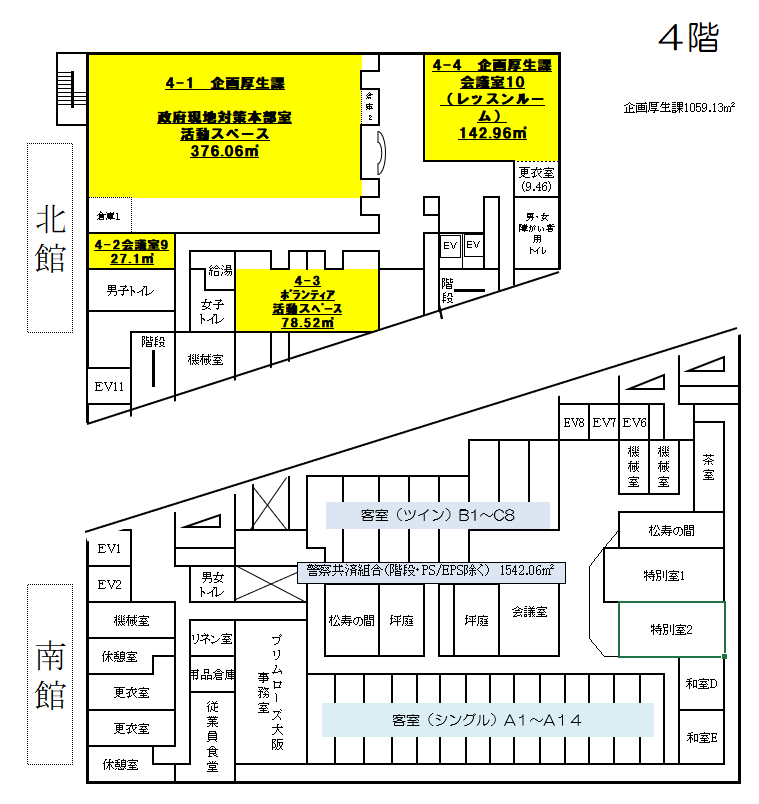 ４階
企画厚生課1059.13㎡
4-1　企画厚生課
政府現地対策本部室
活動スペース
376.06㎡
倉庫2
4-4　企画厚生課
会議室10
（レッスンルー
ム）
142.96㎡
更衣室
(9.46)
北館
倉庫1
男・女
障がい者
用
トイレ
4-2会議室9
27.1㎡
EV
EV
給湯
4-3
ボランティア
活動スペース
78.52㎡
男子トイレ
女子
トイレ
階段
階段
機械室
EV11
EV8
EV7
EV6
機械室
機械室
茶室
客室（ツイン）B1～C8
松寿の間
EV1
警察共済組合（階段・PS/EPS除く） 1542.06㎡
特別室1
EV2
男女
トイレ
機械室
松寿の間
坪庭
坪庭
会議室
特別室2
南館
リネン室
休憩室
用品倉庫
プリムローズ大阪
事務室
更衣室
和室D
従業員食堂
客室（シングル）A１～A１４
更衣室
和室E
休憩室